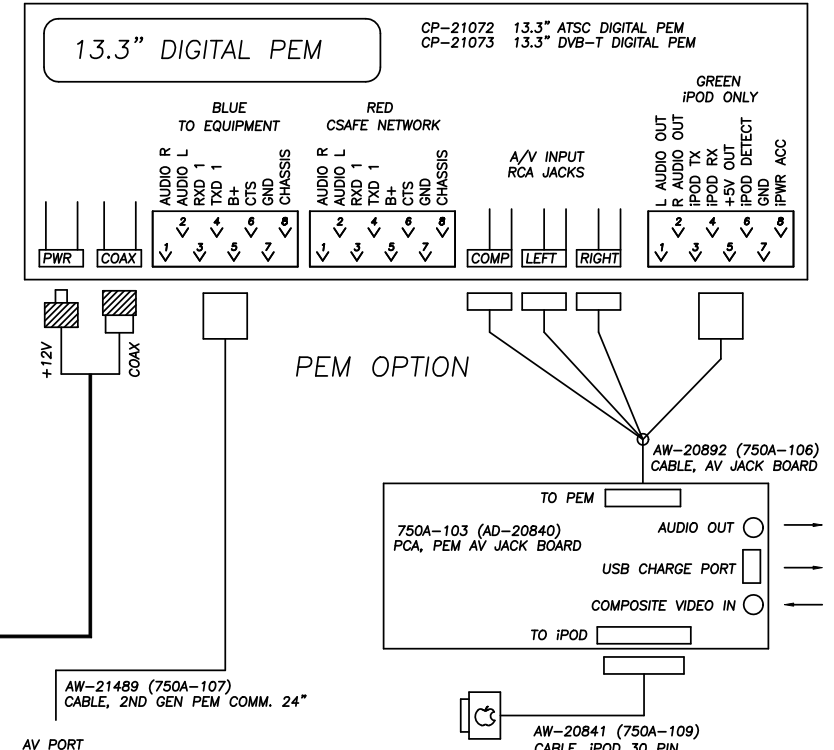 13.3” DIGITAL PEM
CP-21072 13.3” ATSC DIGITAL PEM
CP-21073 13.3” DVB-T DIGITAL PEM
BLUE
TO EQUIPMENT
RED
CSAFE NETWORK
A/V INPUT
RCA JACKS
GREEN
iPOD ONLY
AUDIO R
AUDIO L
RXD 1
TXD 1
B+
CTS
GND
CHASSIS
AUDIO R
AUDIO L
RXD 1
TXD 1
B+
CTS
GND
CHASSIS
L AUDIO OUT
R AUDIO OUT
iPOD TX
iPOD RX
+5V OUT
iPOD DETECT
GND
iPWR ACC
2 4 6 8
1 3 5 7
2 4 6 8
1 3 5 7
2 4 6 8
1 3 5 7
PWR
COAX
COMP
LEFT
RIGHT
+12V
COAX
PEM OPTION
AW-20892 (750A-106)
CABLE, AV JACK BOARD
TO PEM
750A-103 (AD-20840)
PCA, PEM AV JACK BOARD
AUDIO OUT
USB CHARGE PORT
COMPOSITE VIDEO IN
TO iPOD
AW-21489 (750A-107)
CABLE, 2ND GEN PEM COMM. 24”
AV PORT
AW-20841 (750A-109)
CABLE, iPOD 30 PIN